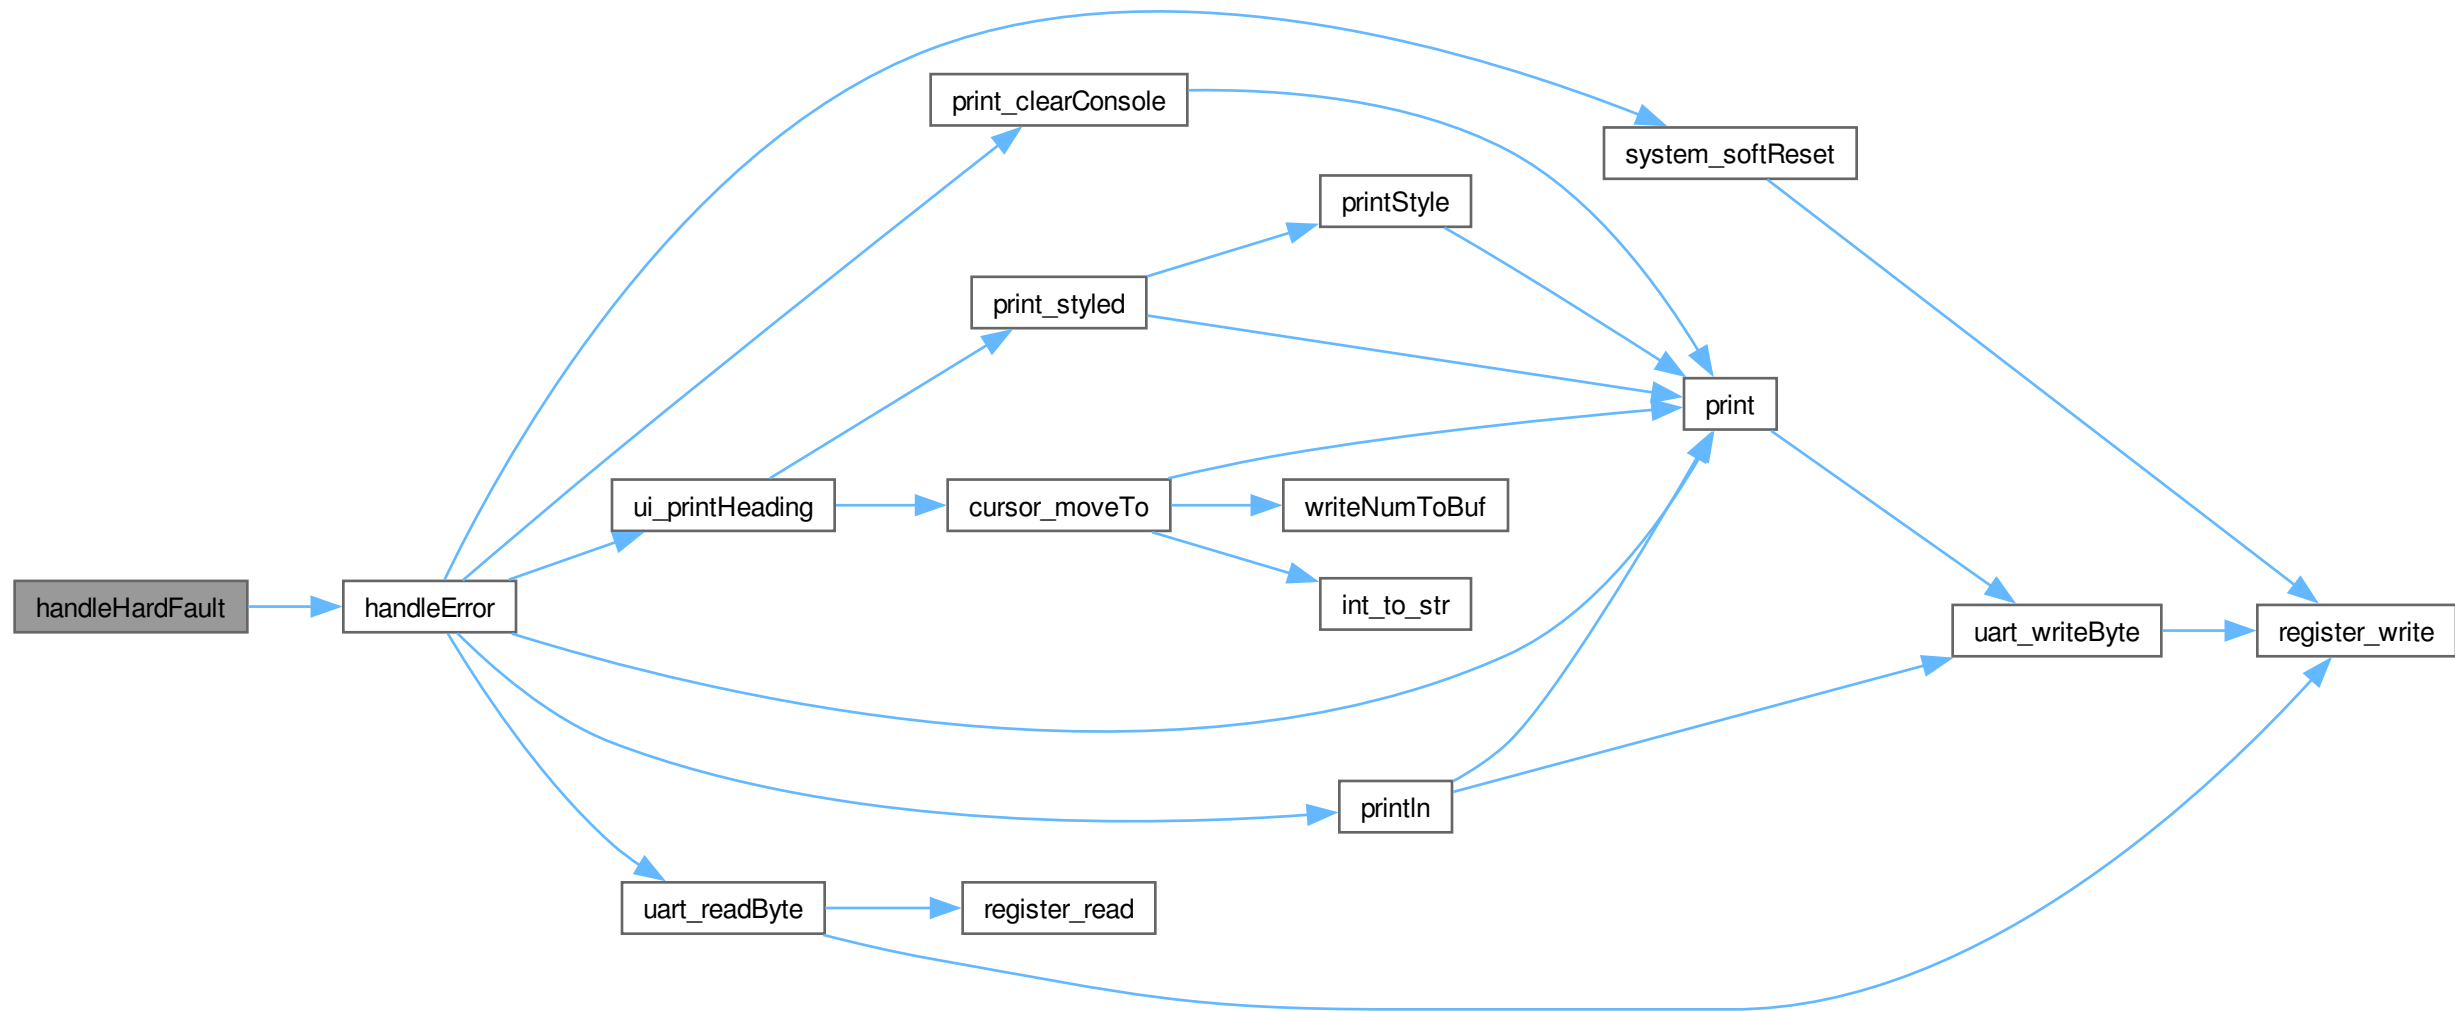 print_clearConsole
system_softReset
printStyle
print_styled
print
ui_printHeading
cursor_moveTo
writeNumToBuf
int_to_str
handleHardFault
handleError
uart_writeByte
register_write
println
uart_readByte
register_read